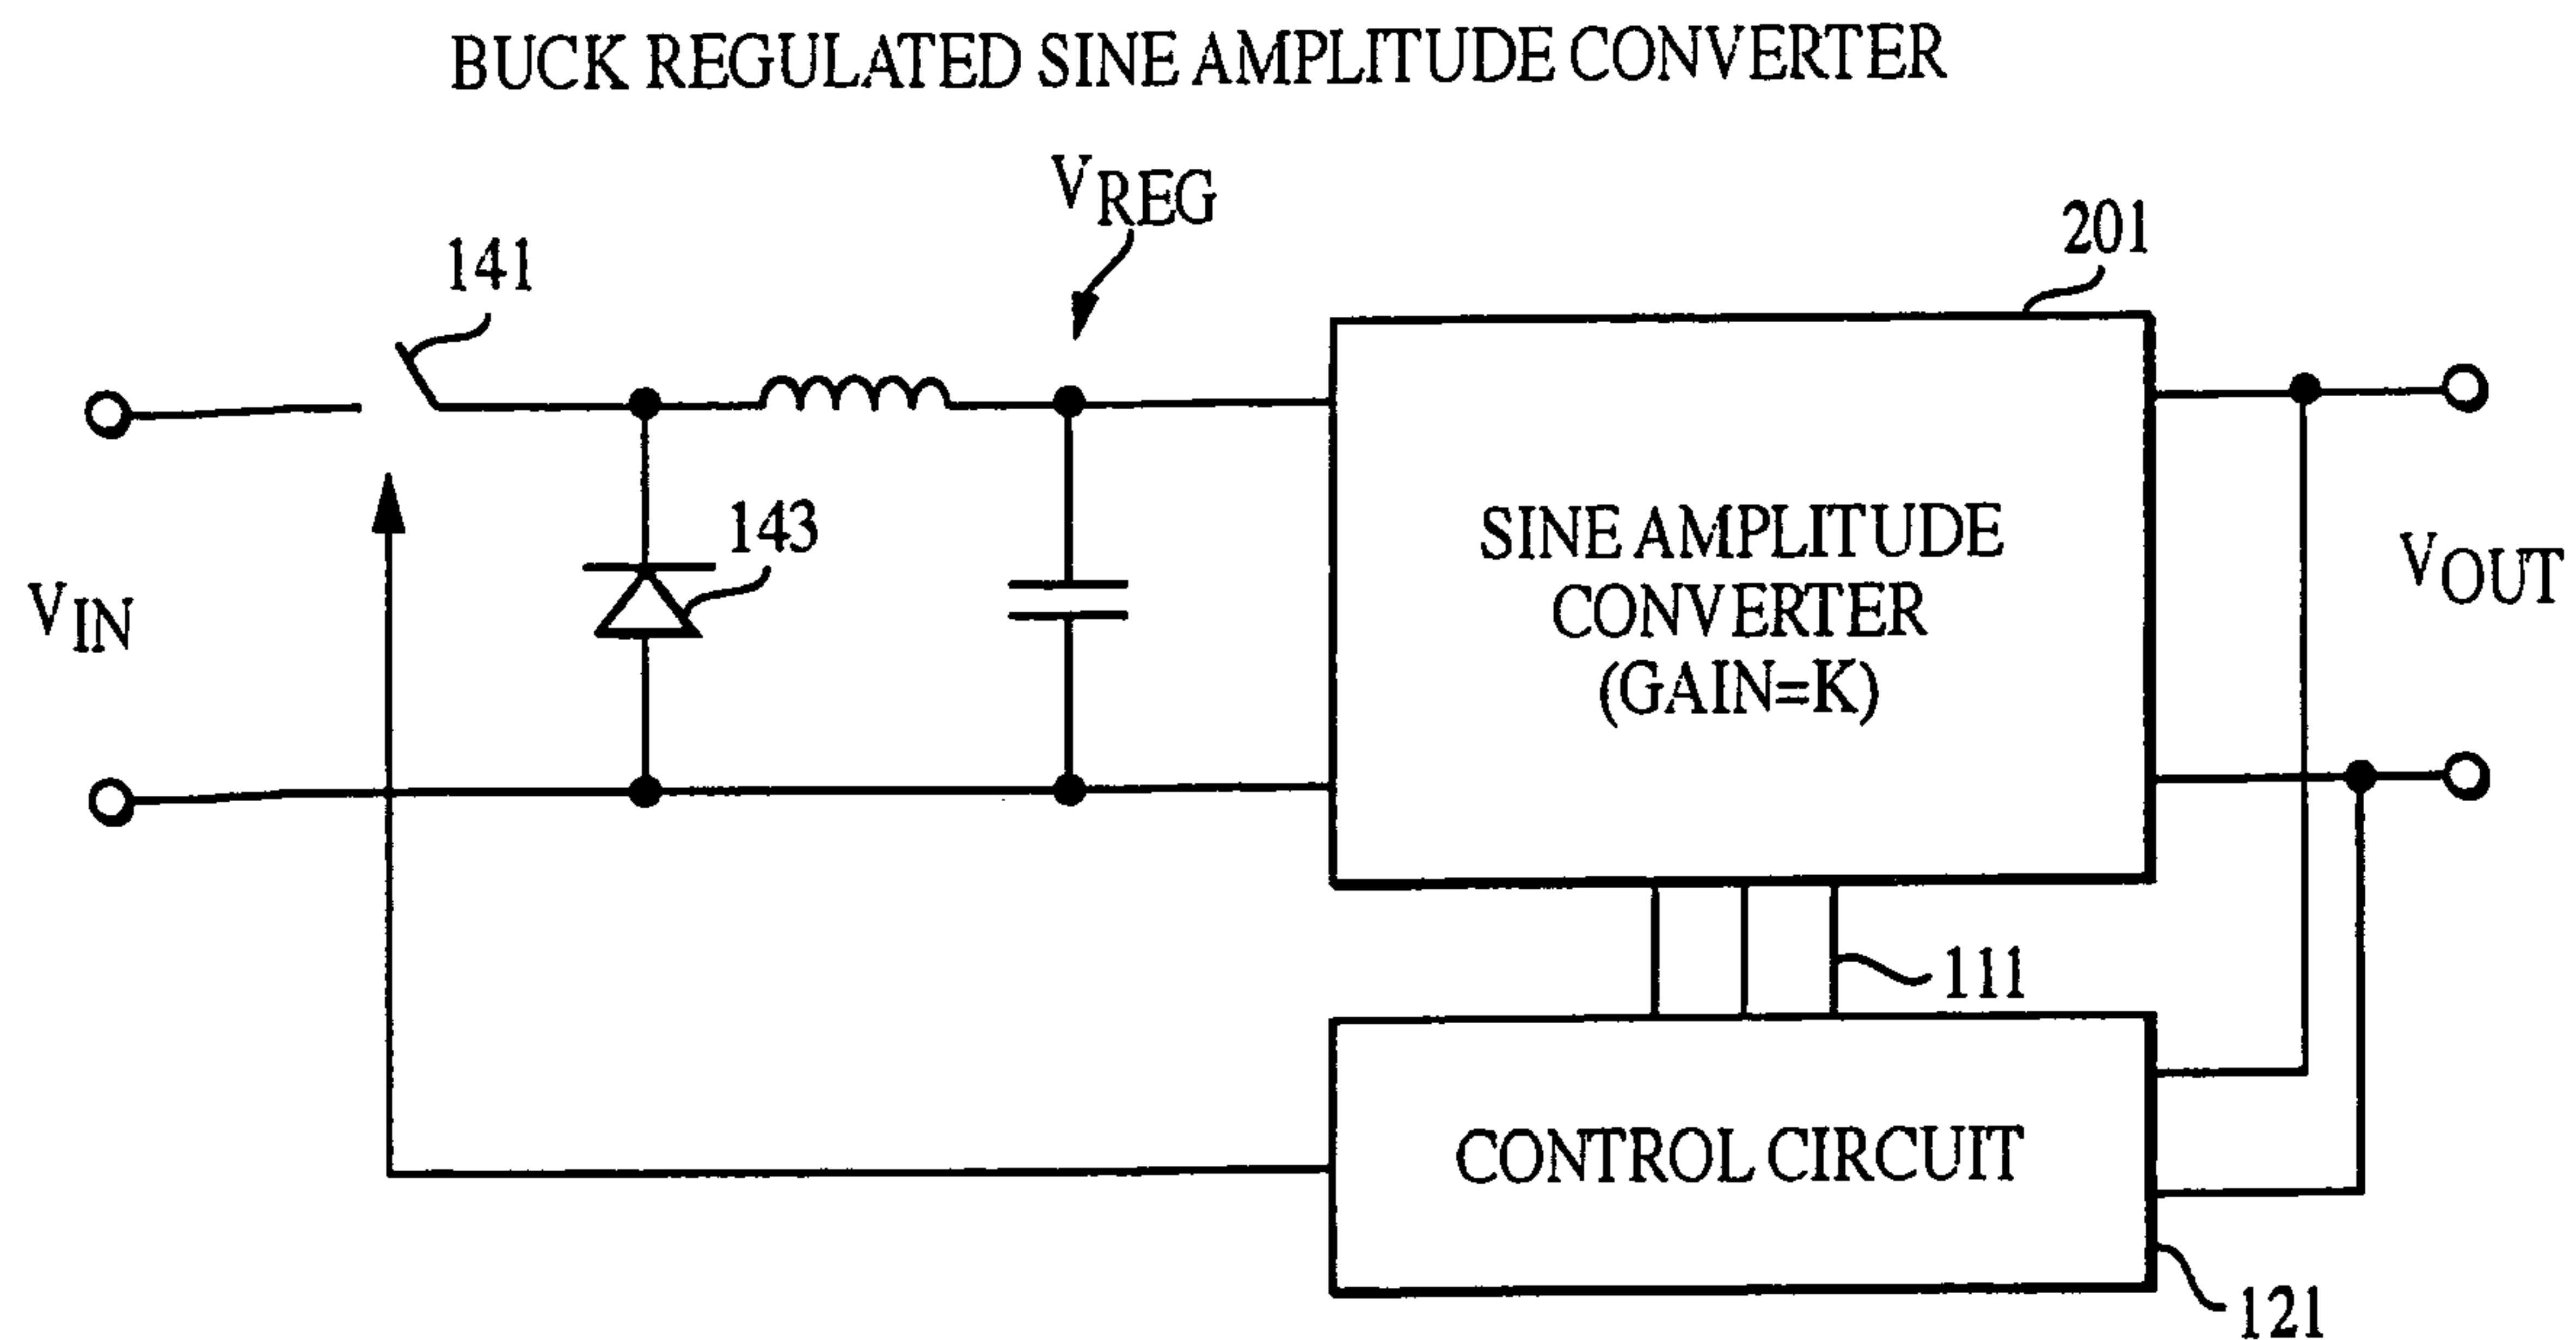 BUCK REGULATED SINE AMPLITUDE CONVERTER
VREG
201
141
143
SINE AMPLITUDE
CONVERTER
(GAIN=K)
VIN
VOUT
111
CONTROL CIRCUIT
121